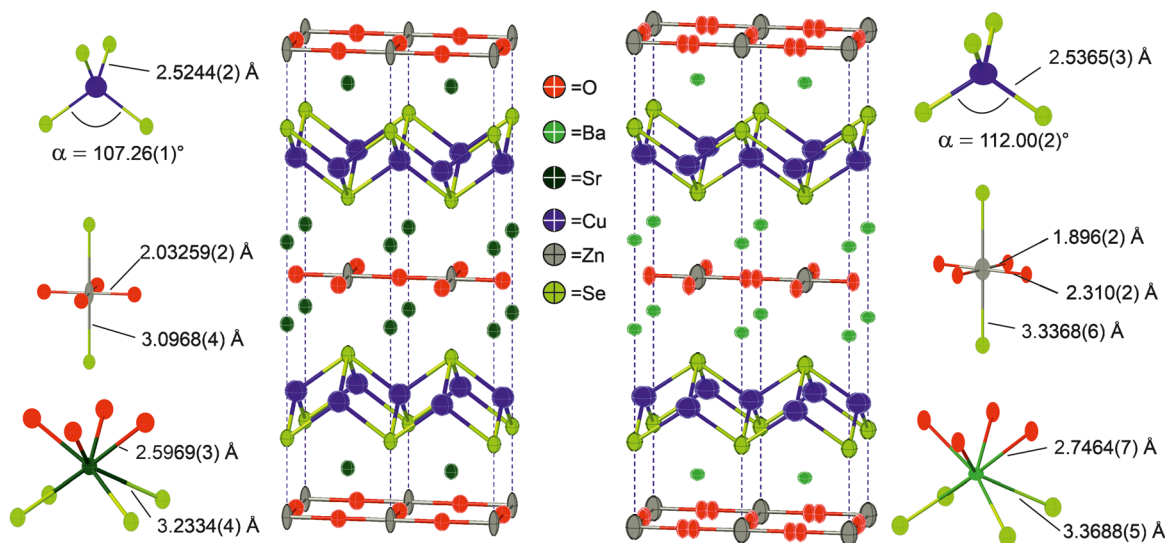 2.5244(2) Å
α = 107.26(1)°
2.03259(2) Å
3.0968(4) Å
2.5969(3) Å
3.2334(4) Å
=O
=Ba
=Sr
=Cu
=Zn
=Se
2.5365(3) Å
α = 112.00(2)°
1.896(2) Å
2.310(2) Å
3.3368(6) Å
2.7464(7) Å
3.3688(5) Å